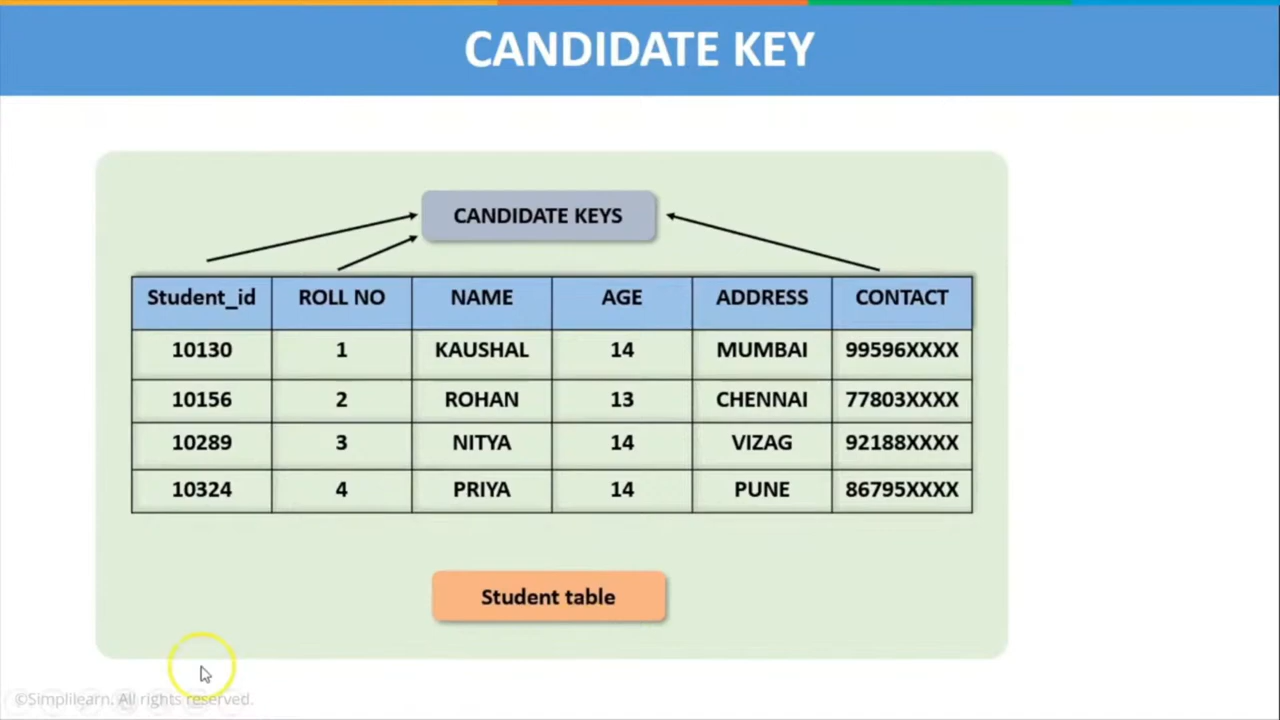 CANDIDATE KEY
CANDIDATE KEYS
Student_id ROLL NO NAME AGE ADDRESS CONTACT
10130 1 KAUSHAL 14 MUMBAI 99596XXXX
10156 2 ROHAN 13 CHENNAI 77803XXXX
10289 3 NITYA 14 VIZAG 92188XXXX
10324 4 PRIYA 14 PUNE 86795XXXX
Student table
©Simplilearn. All rights reserved.